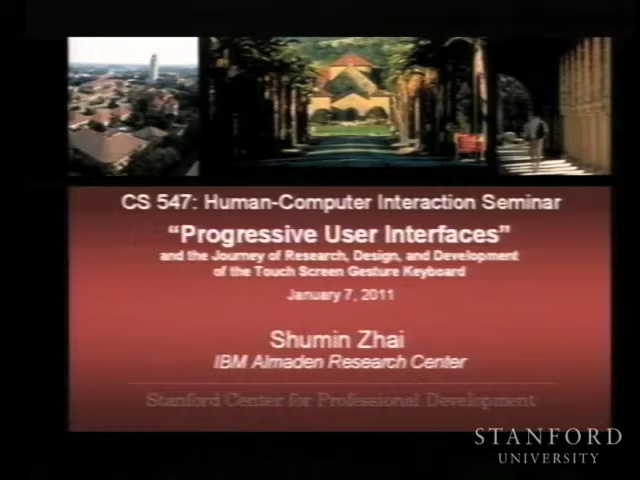 CS 547: Human-Computer Interaction Seminar
“Progressive User Interfaces”
and the Journey of Research, Design, and Development
of the Touch Screen Gesture Keyboard
January 7, 2011
Shumin Zhai
IBM Almaden Research Center
Stanford Center for Professional Development
STANFORD
UNIVERSITY